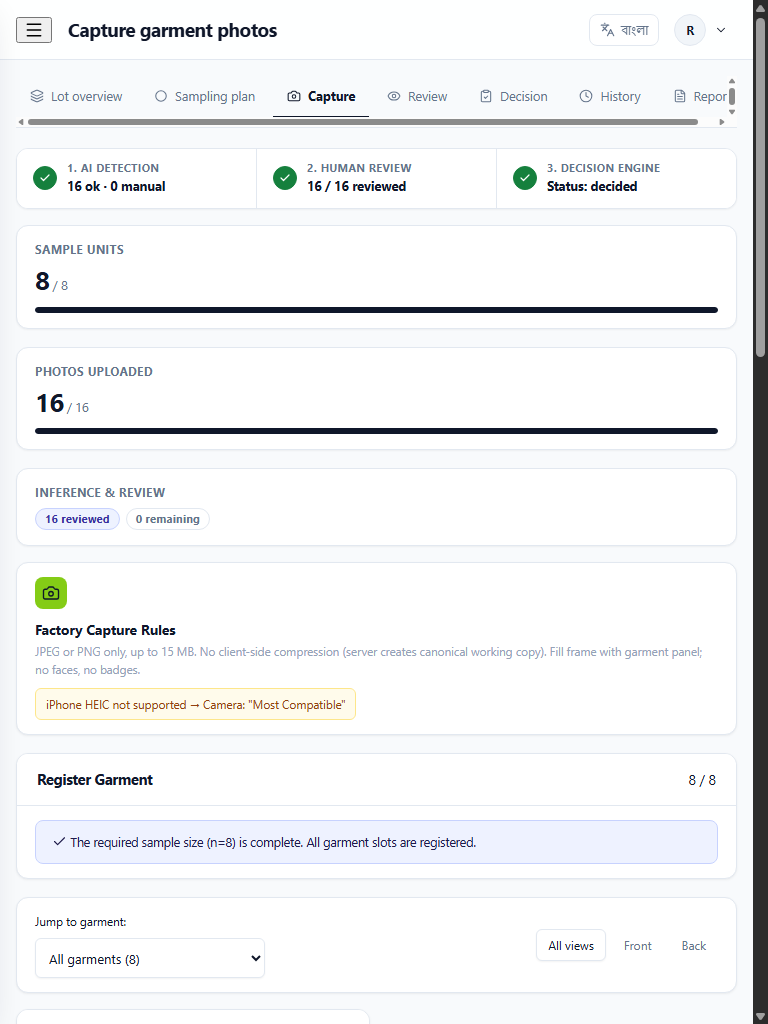 Capture garment photos
বাংলা
R
Lot overview
Sampling plan
Capture
Review
Decision
History
Repor
1. AI DETECTION
16 ok · 0 manual
2. HUMAN REVIEW
16 / 16 reviewed
3. DECISION ENGINE
Status: decided
SAMPLE UNITS
8 / 8
PHOTOS UPLOADED
16 / 16
INFERENCE & REVIEW
16 reviewed
0 remaining
Factory Capture Rules
JPEG or PNG only, up to 15 MB. No client-side compression (server creates canonical working copy). Fill frame with garment panel;
no faces, no badges.
iPhone HEIC not supported → Camera: "Most Compatible"
Register Garment
8 / 8
The required sample size (n=8) is complete. All garment slots are registered.
Jump to garment:
All garments (8)
All views
Front
Back